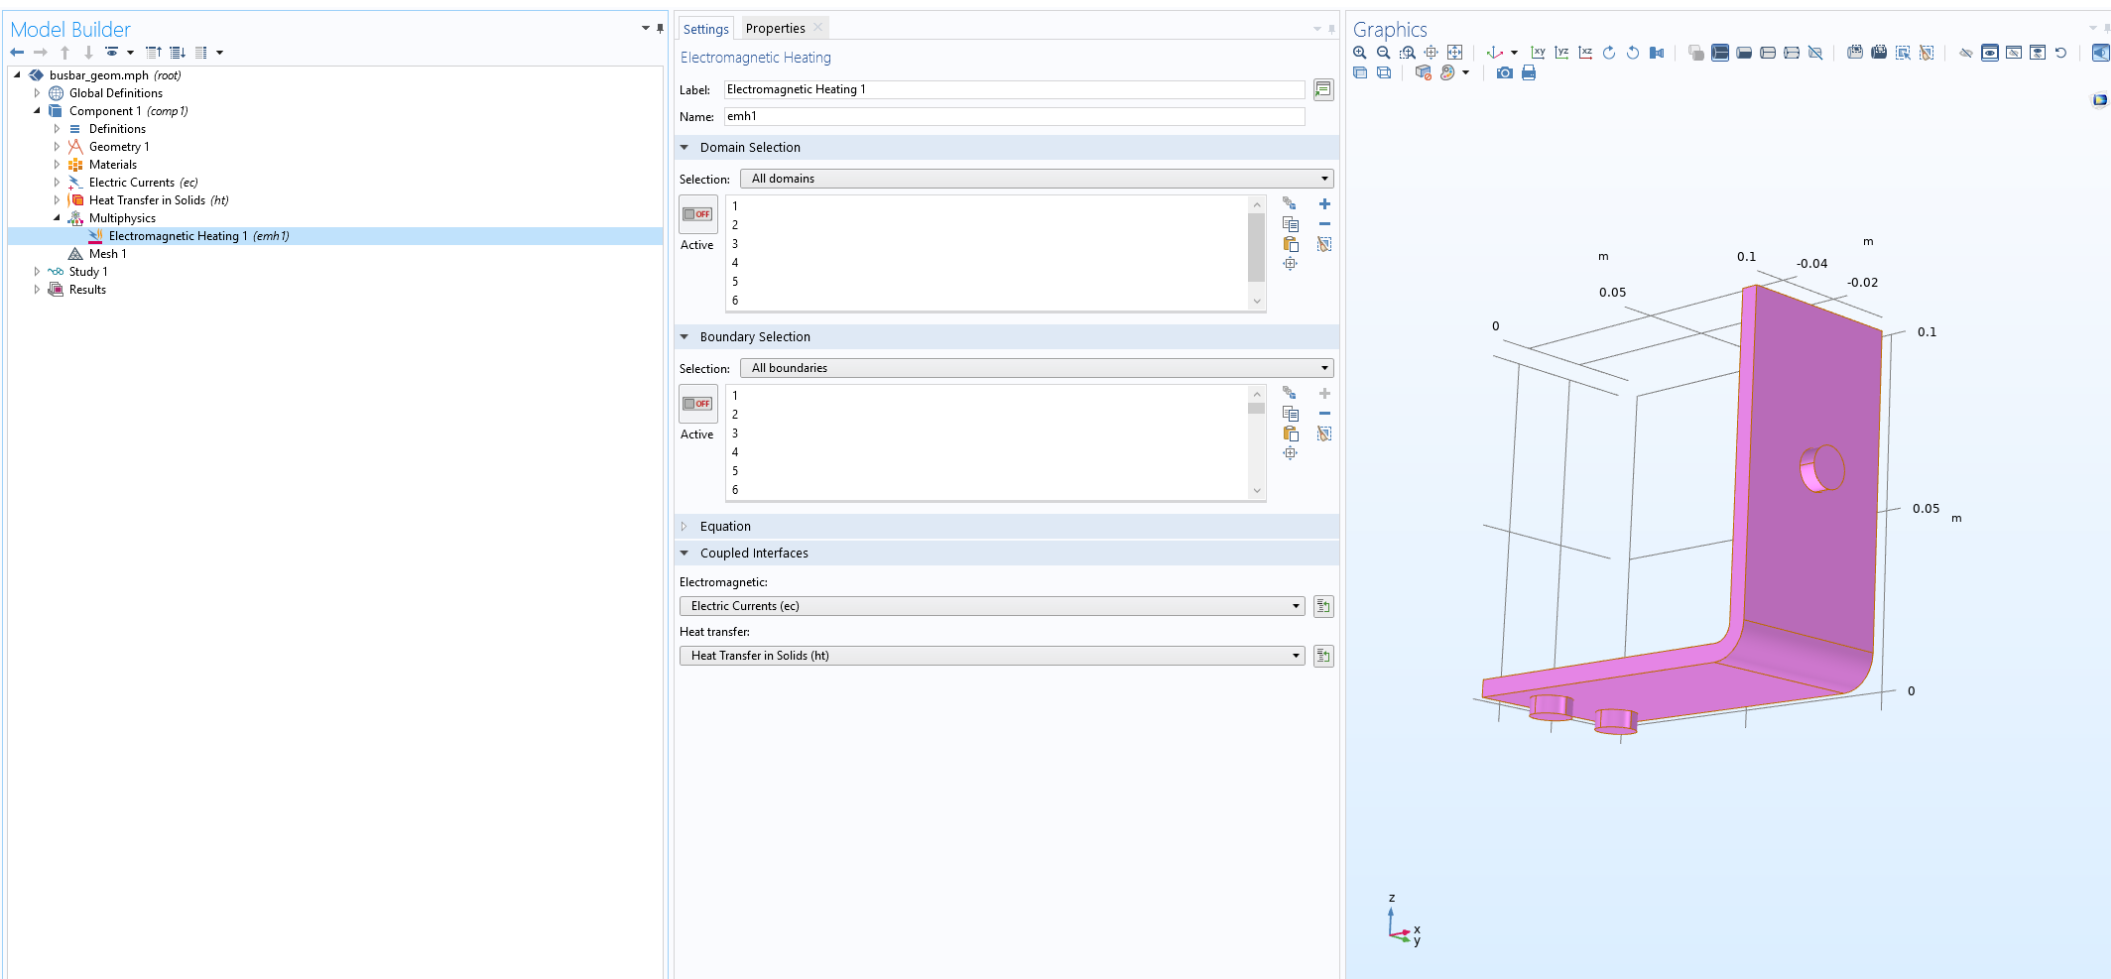 Model Builder
busbar_geom.mph (root)
Global Definitions
Component 1 (comp1)
Definitions
Geometry 1
Materials
Electric Currents (ec)
Heat Transfer in Solids (ht)
Multiphysics
Electromagnetic Heating 1 (emh1)
Mesh 1
Study 1
Results
Settings Properties
Electromagnetic Heating
Label: Electromagnetic Heating 1
Name: emh1
Domain Selection
Selection: All domains
OFF
Active
1
2
3
4
5
6
Boundary Selection
Selection: All boundaries
OFF
Active
1
2
3
4
5
6
Equation
Coupled Interfaces
Electromagnetic:
Electric Currents (ec)
Heat transfer:
Heat Transfer in Solids (ht)
Graphics
xy yz xz
m
m 0.1 -0.04
-0.02
0.05
0
0.1
0.05 m
0
z
x
y